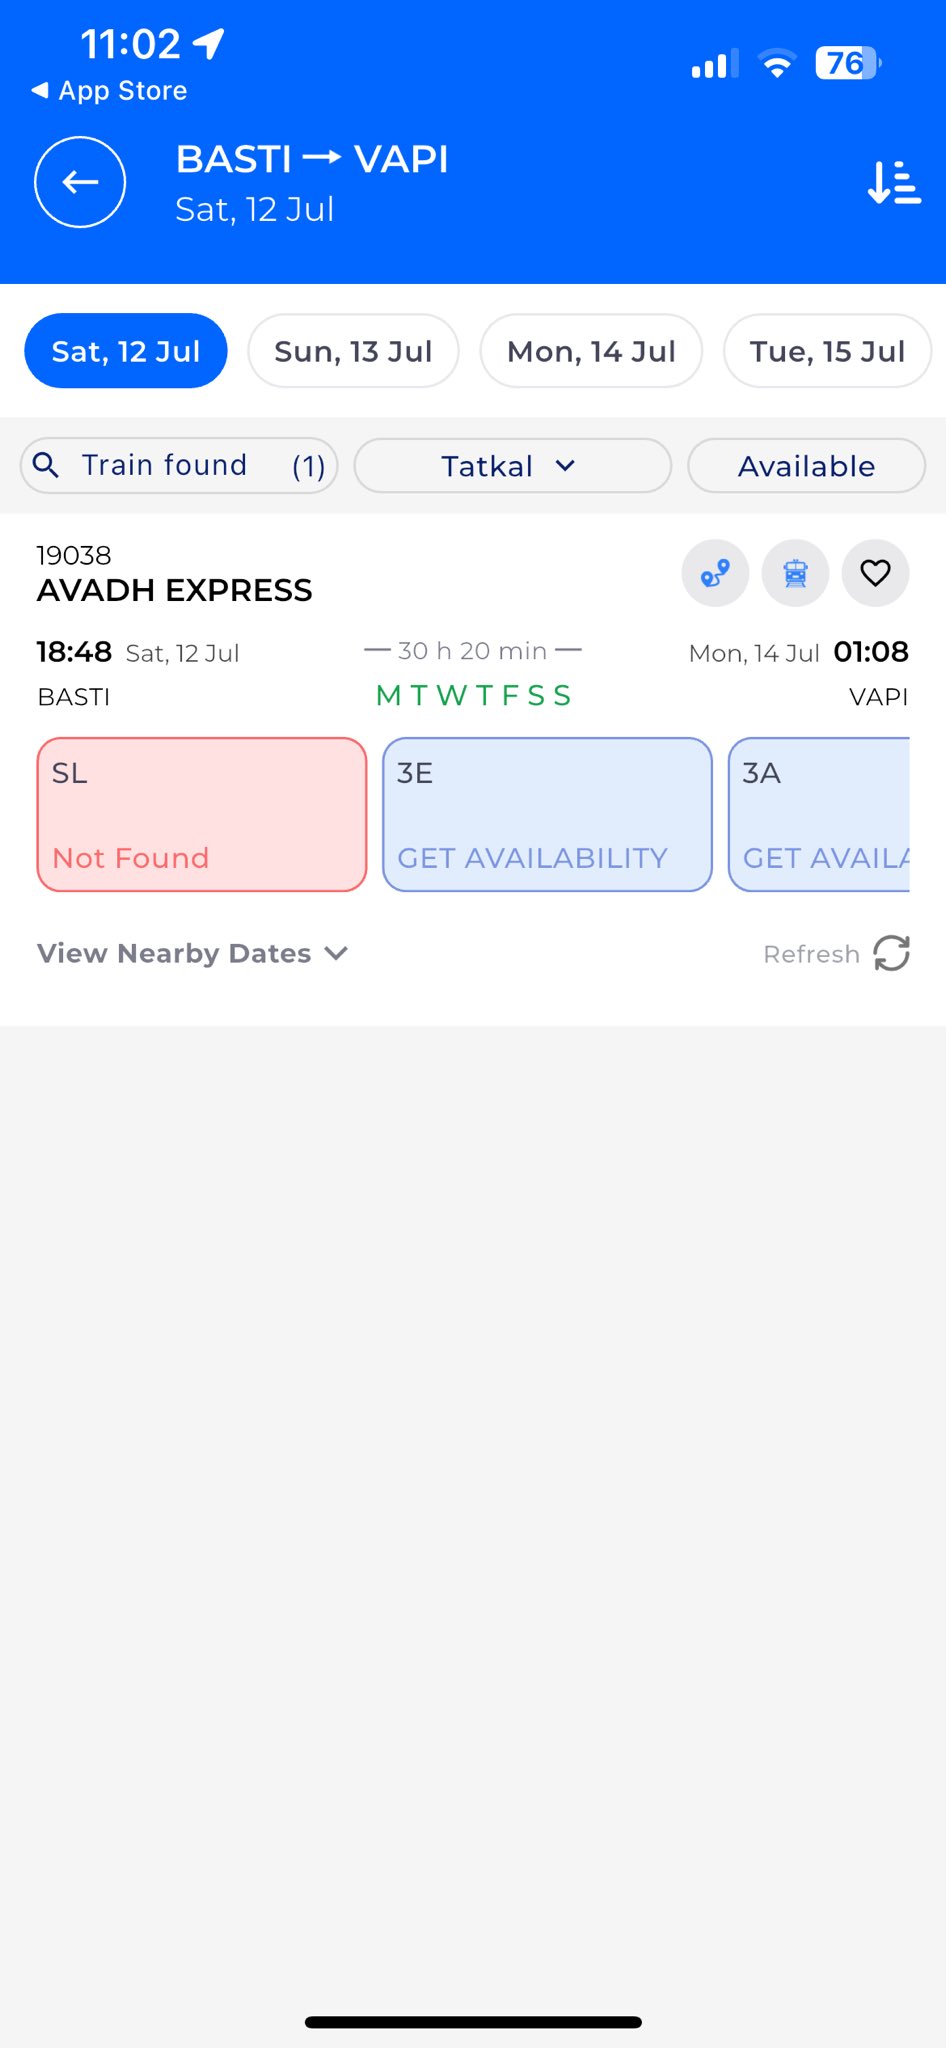 11:02
76
◀ App Store
BASTI → VAPI
Sat, 12 Jul
Sat, 12 Jul Sun, 13 Jul Mon, 14 Jul Tue, 15 Jul
Train found (1) Tatkal Available
19038
AVADH EXPRESS
18:48 Sat, 12 Jul — 30 h 20 min — Mon, 14 Jul 01:08
BASTI M T W T F S S VAPI
SL 3E 3A
Not Found GET AVAILABILITY GET AVAILA
View Nearby Dates Refresh